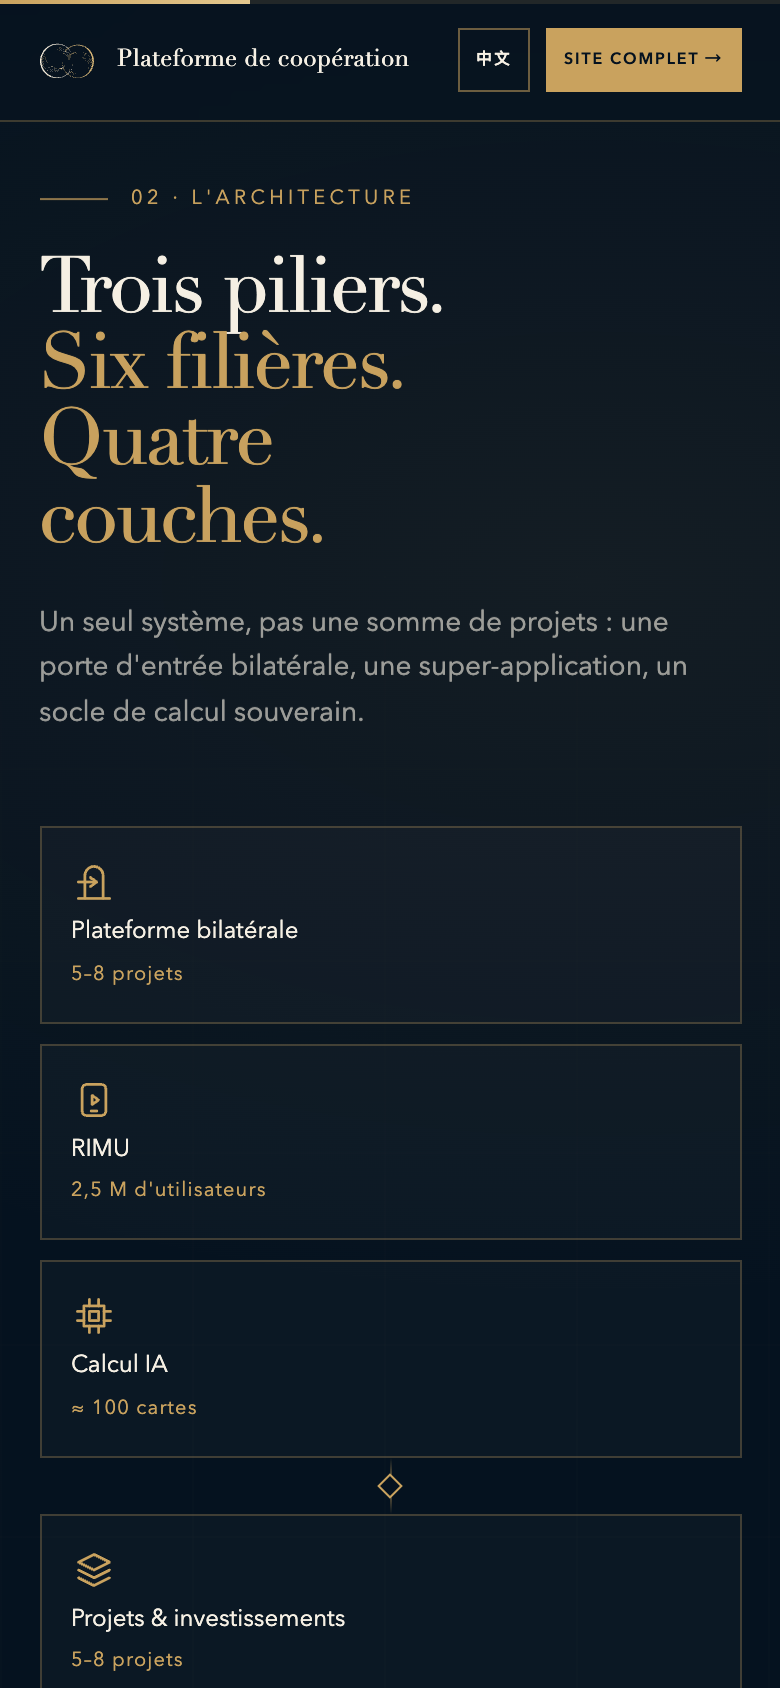 Plateforme de coopération
中文
SITE COMPLET →
02 · L'ARCHITECTURE
Trois piliers.
Six filières.
Quatre
couches.
Un seul système, pas une somme de projets : une
porte d'entrée bilatérale, une super-application, un
socle de calcul souverain.
Plateforme bilatérale
5–8 projets
RIMU
2,5 M d'utilisateurs
Calcul IA
≈ 100 cartes
Projets & investissements
5–8 projets